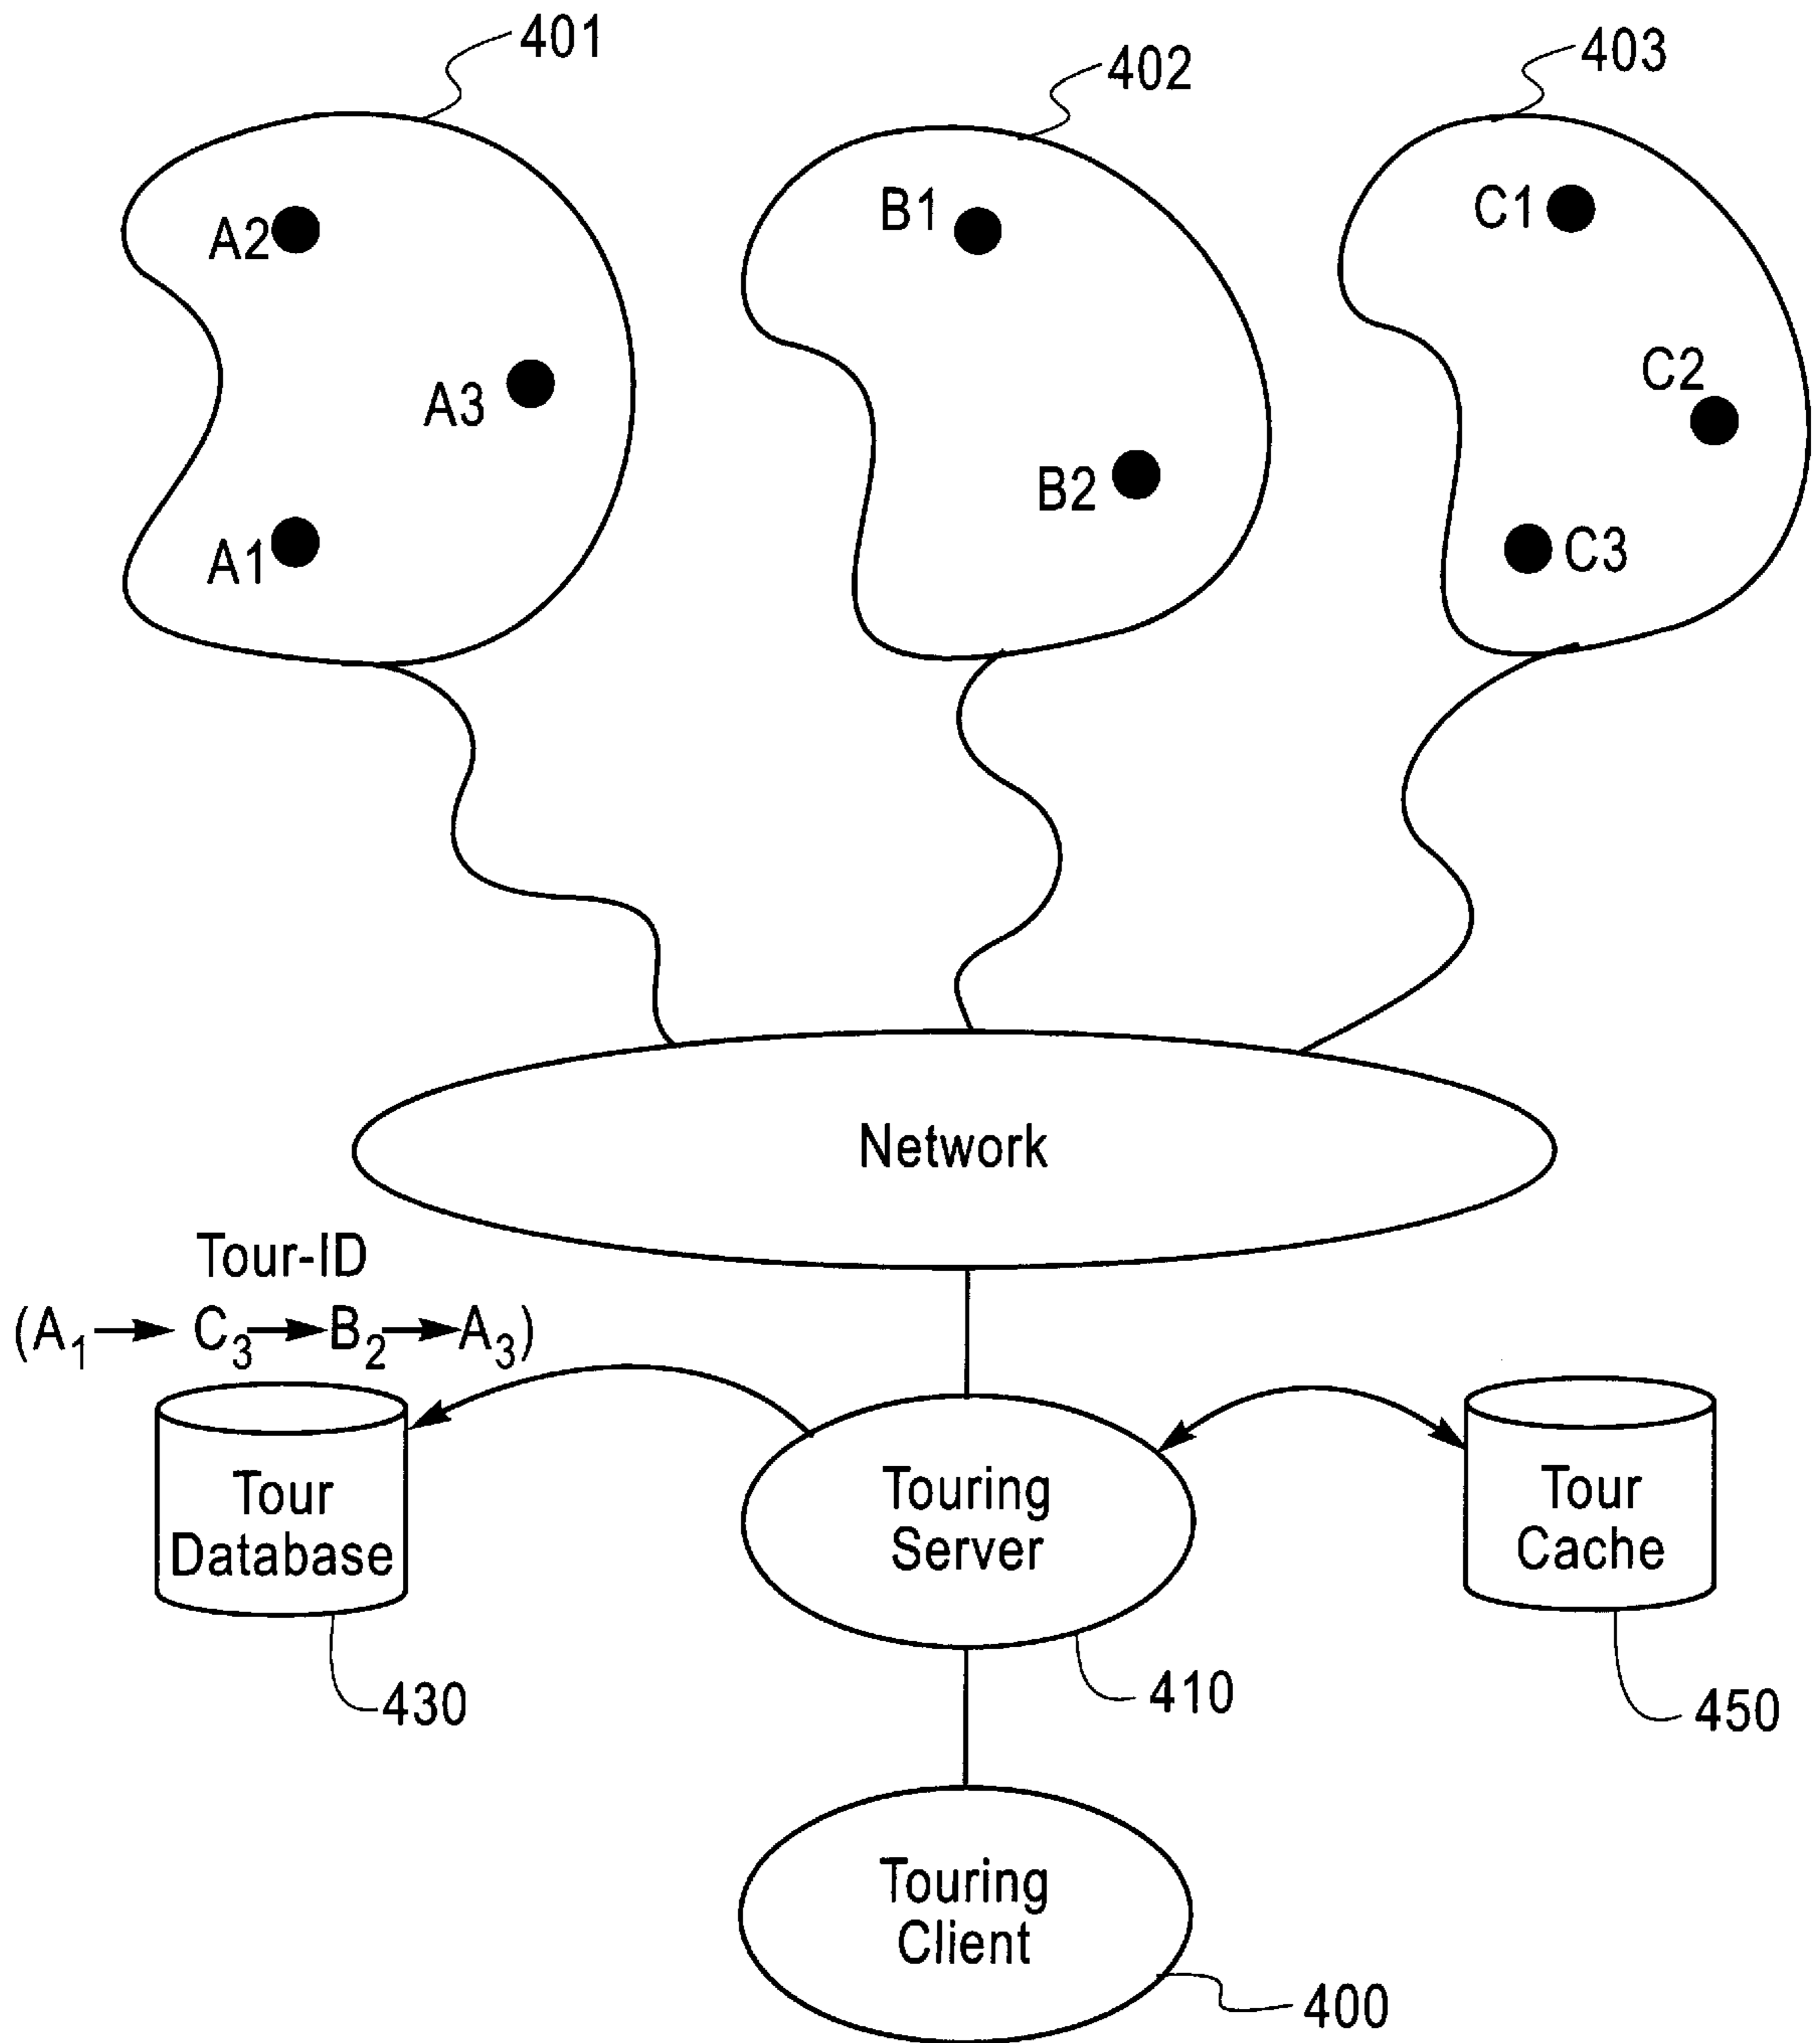 401
402
403
A2
B1
C1
A3
C2
B2
A1
C3
Network
Tour-ID
(A1 → C3 → B2 → A3)
Tour
Database
Touring
Server
Tour
Cache
430
410
450
Touring
Client
400